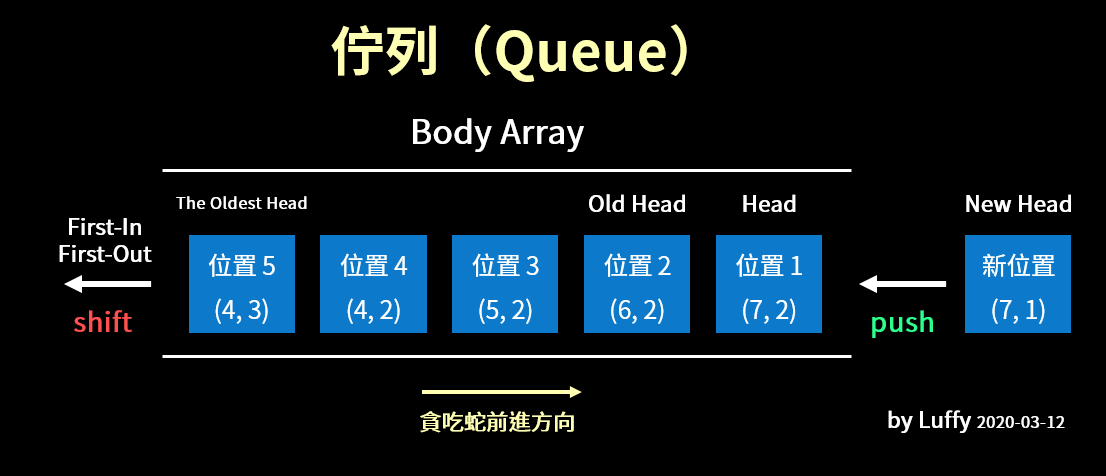 佇列（Queue）
Body Array
The Oldest Head
Old Head
Head
New Head
First-In
First-Out
shift
位置 5
(4, 3)
位置 4
(4, 2)
位置 3
(5, 2)
位置 2
(6, 2)
位置 1
(7, 2)
push
新位置
(7, 1)
貪吃蛇前進方向
by Luffy 2020-03-12